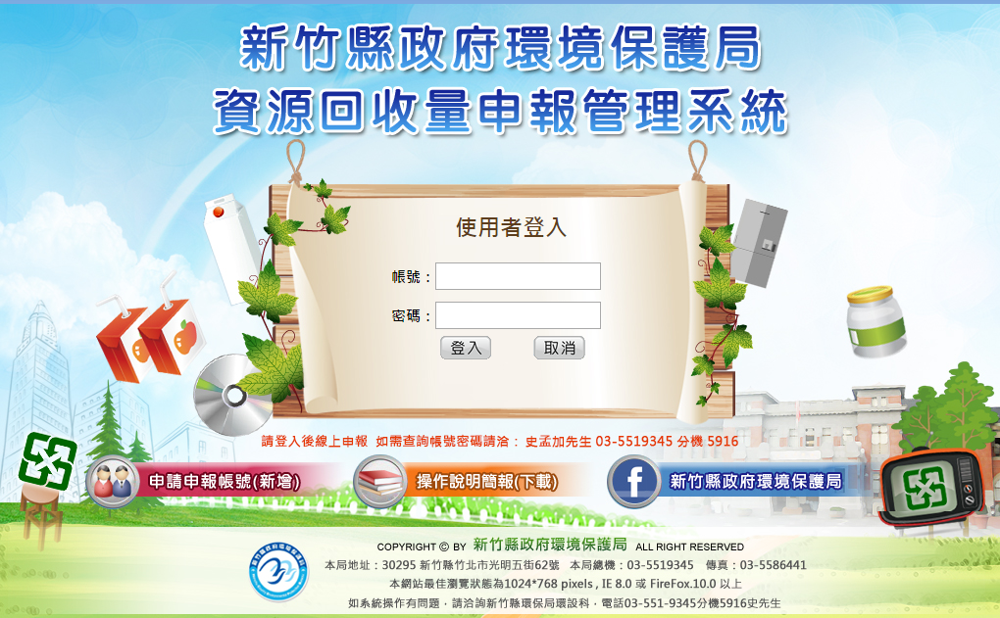 新竹縣政府環境保護局
資源回收量申報管理系統
使用者登入
帳號：
密碼：
登入 取消
請登入後線上申報 如需查詢帳號密碼請洽： 史孟加先生 03-5519345 分機 5916
申請申報帳號(新增) 操作說明簡報(下載) 新竹縣政府環境保護局
COPYRIGHT © BY 新竹縣政府環境保護局 ALL RIGHT RESERVED
本局地址：30295 新竹縣竹北市光明五街62號 本局總機：03-5519345 傳真：03-5586441
本網站最佳瀏覽狀態為1024*768 pixels , IE 8.0 或 FireFox.10.0 以上
如系統操作有問題，請洽詢新竹縣環保局環設科，電話03-551-9345分機5916史先生